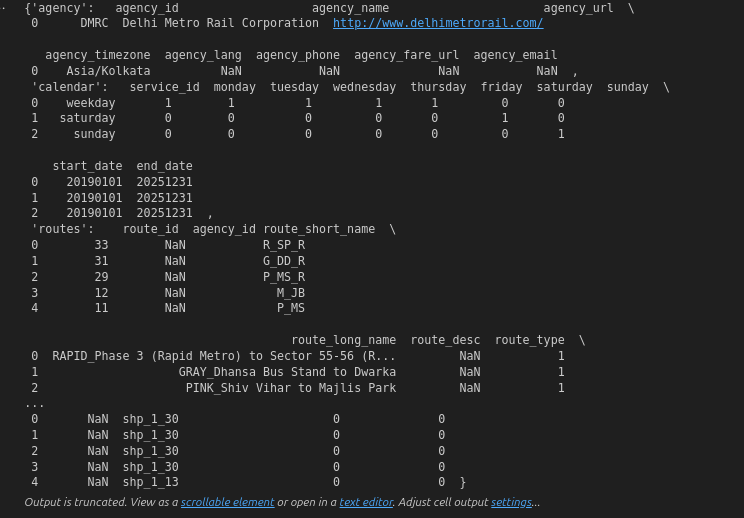 {'agency':   agency_id                   agency_name                      agency_url  \
0      DMRC  Delhi Metro Rail Corporation  http://www.delhimetrorail.com/
agency_timezone  agency_lang  agency_phone  agency_fare_url  agency_email
0    Asia/Kolkata          NaN           NaN              NaN           NaN  ,
'calendar':   service_id  monday  tuesday  wednesday  thursday  friday  saturday  sunday  \
0    weekday       1        1          1         1       1         0       0
1   saturday       0        0          0         0       0         1       0
2     sunday       0        0          0         0       0         0       1
start_date  end_date
0    20190101  20251231
1    20190101  20251231
2    20190101  20251231  ,
'routes':    route_id  agency_id route_short_name  \
0        33        NaN           R_SP_R
1        31        NaN           G_DD_R
2        29        NaN           P_MS_R
3        12        NaN             M_JB
4        11        NaN             P_MS
route_long_name  route_desc  route_type  \
0  RAPID_Phase 3 (Rapid Metro) to Sector 55-56 (R...         NaN           1
1                    GRAY_Dhansa Bus Stand to Dwarka         NaN           1
2                     PINK_Shiv Vihar to Majlis Park         NaN           1
...
0       NaN  shp_1_30                      0              0
1       NaN  shp_1_30                      0              0
2       NaN  shp_1_30                      0              0
3       NaN  shp_1_30                      0              0
4       NaN  shp_1_13                      0              0  }
Output is truncated. View as a scrollable element or open in a text editor. Adjust cell output settings...